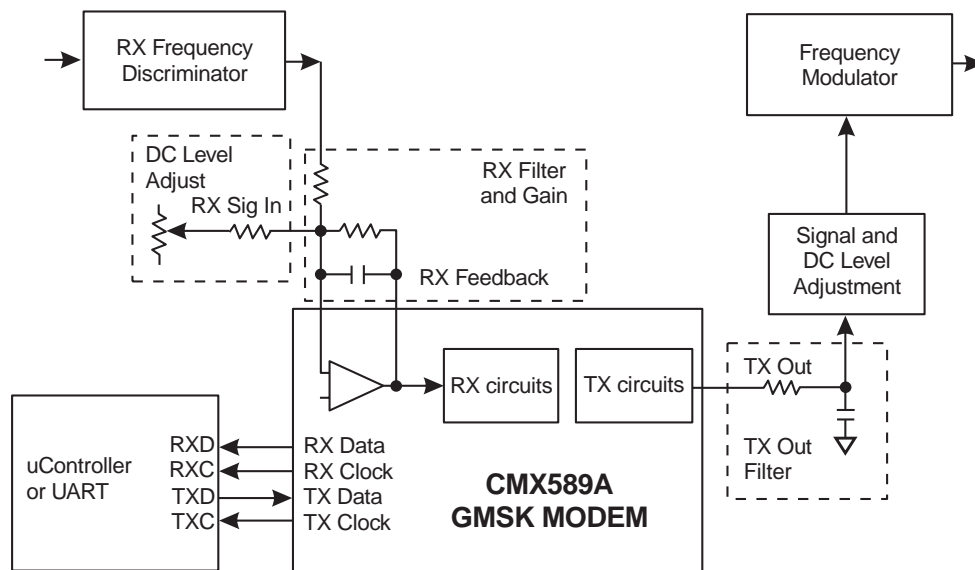 RX Frequency
Discriminator
Frequency
Modulator
DC Level
Adjust
RX Sig In
RX Filter
and Gain
RX Feedback
Signal and
DC Level
Adjustment
RX circuits
TX circuits
TX Out
TX Out
Filter
uController
or UART
RXD
RXC
TXD
TXC
RX Data
RX Clock
TX Data
TX Clock
CMX589A
GMSK MODEM